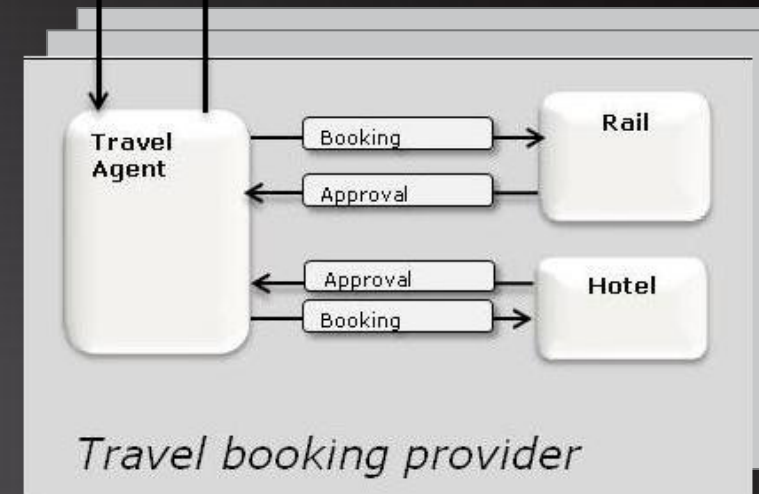 Travel
Agent
Booking
Rail
Approval
Approval
Hotel
Booking
Travel booking provider